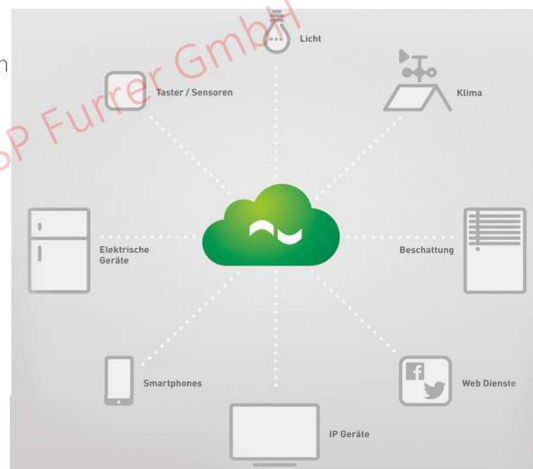 Licht
Taster / Sensoren
Klima
Elektrische
Geräte
Beschattung
Smartphones
Web Dienste
IP Geräte
SP Furrer GmbH
n